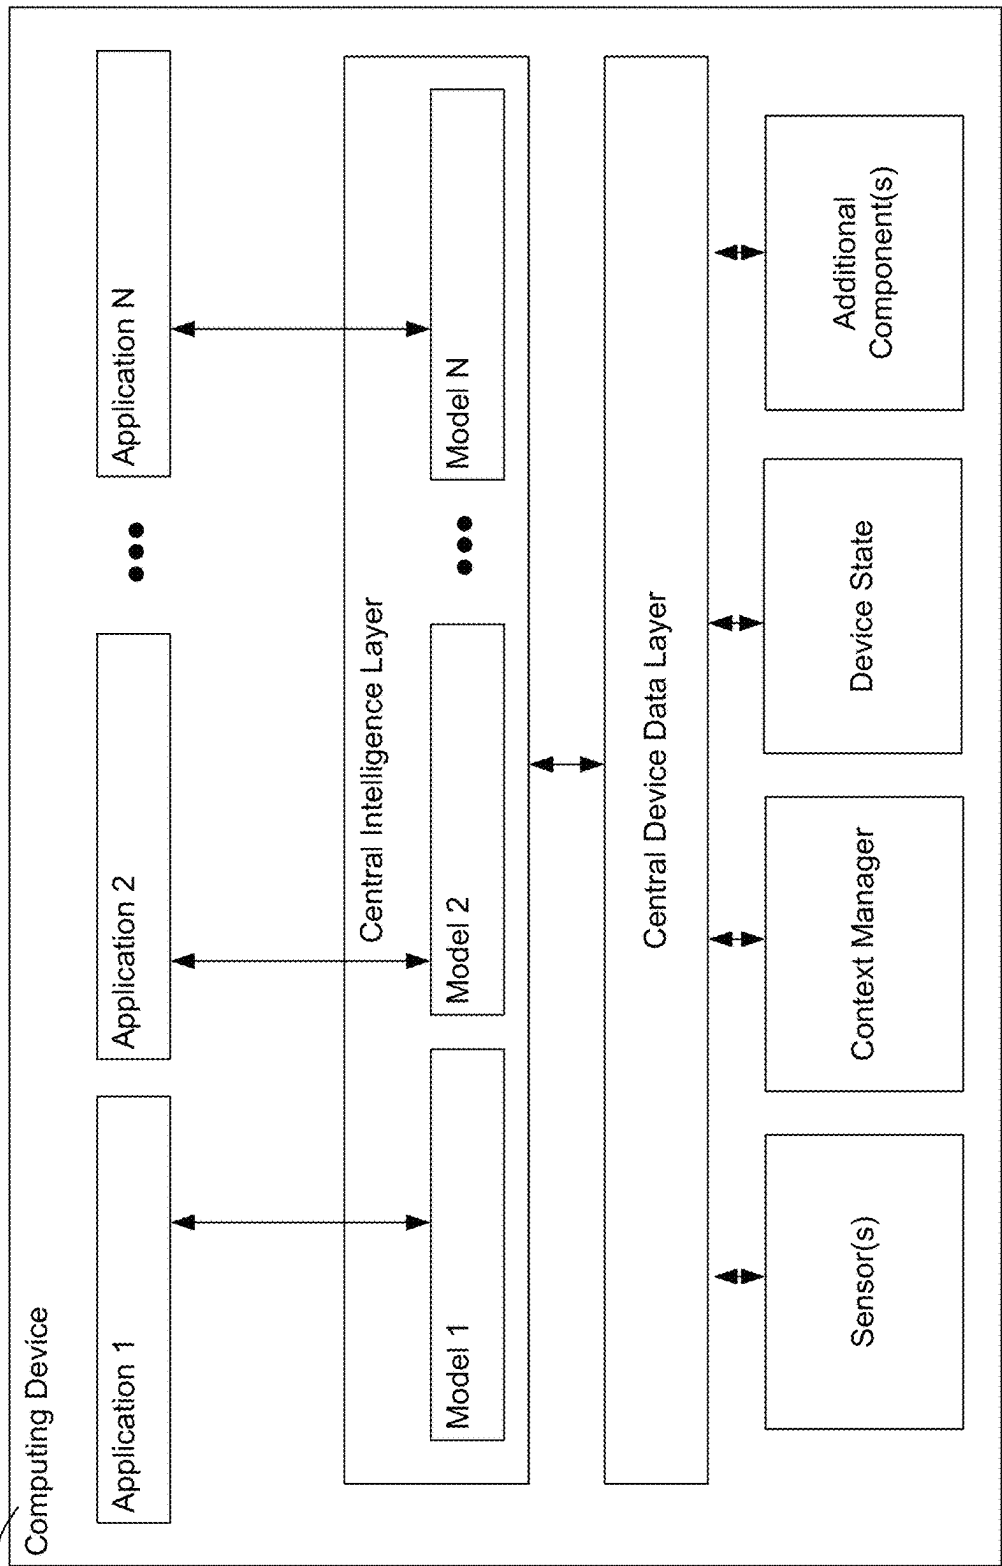 Computing Device
Application 1
Application 2
Application N
Central Intelligence Layer
Model 1
Model 2
Model N
Central Device Data Layer
Sensor(s)
Context Manager
Device State
Additional
Component(s)